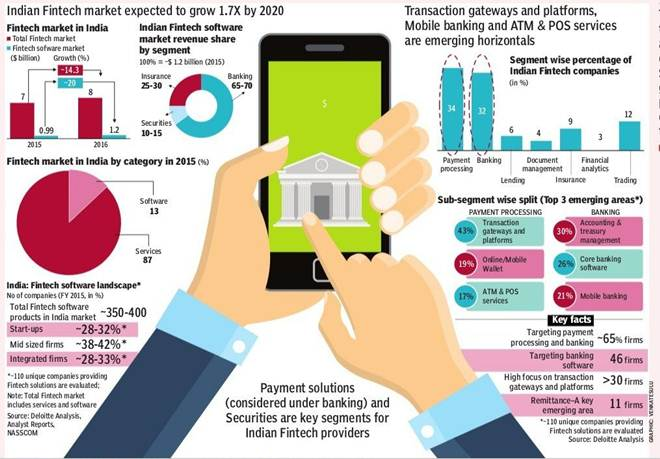 Indian Fintech market expected to grow 1.7X by 2020
Fintech market in India
Total Fintech market
Fintech sofware market
($ billion) Growth (%)
~14.3
~20
7
0.99
8
1.2
2015 2016
Indian Fintech software
market revenue share
by segment
100% = ~$ 1.2 billion (2015)
Insurance
25-30
Banking
65-70
Securities
10-15
Fintech market in India by category in 2015 (%)
Software
13
Services
87
India: Fintech software landscape*
No of companies (FY 2015, in %)
Total Fintech software
products in India market ~350-400
Start-ups ~28-32%*
Mid sized firms ~38-42%*
Integrated firms ~28-33%*
*~110 unique companies providing
Fintech solutions are evaluated;
Note: Total Fintech market
includes services and software
Source: Deloitte Analysis,
Analyst Reports,
NASSCOM
$
Payment solutions
(considered under banking) and
Securities are key segments for
Indian Fintech providers
Transaction gateways and platforms,
Mobile banking and ATM & POS services
are emerging horizontals
Segment wise percentage of
Indian Fintech companies
(in %)
34
32
6
4
9
3
12
Payment
processing
Banking
Lending
Document
management
Insurance
Financial
analytics
Trading
Sub-segment wise split (Top 3 emerging areas*)
PAYMENT PROCESSING
43% Transaction
gateways and
platforms
19% Online/Mobile
Wallet
17% ATM & POS
services
BANKING
30% Accounting &
treasury
management
26% Core banking
software
21% Mobile banking
Key facts
Targeting payment
processing and banking ~65% firms
Targeting banking
software 46 firms
High focus on transaction
gateways and platforms >30 firms
Remittance–A key
emerging area 11 firms
*~110 unique companies providing
Fintech solutions are evaluated
Source: Deloitte Analysis
GRAPHIC: VENKATESULU